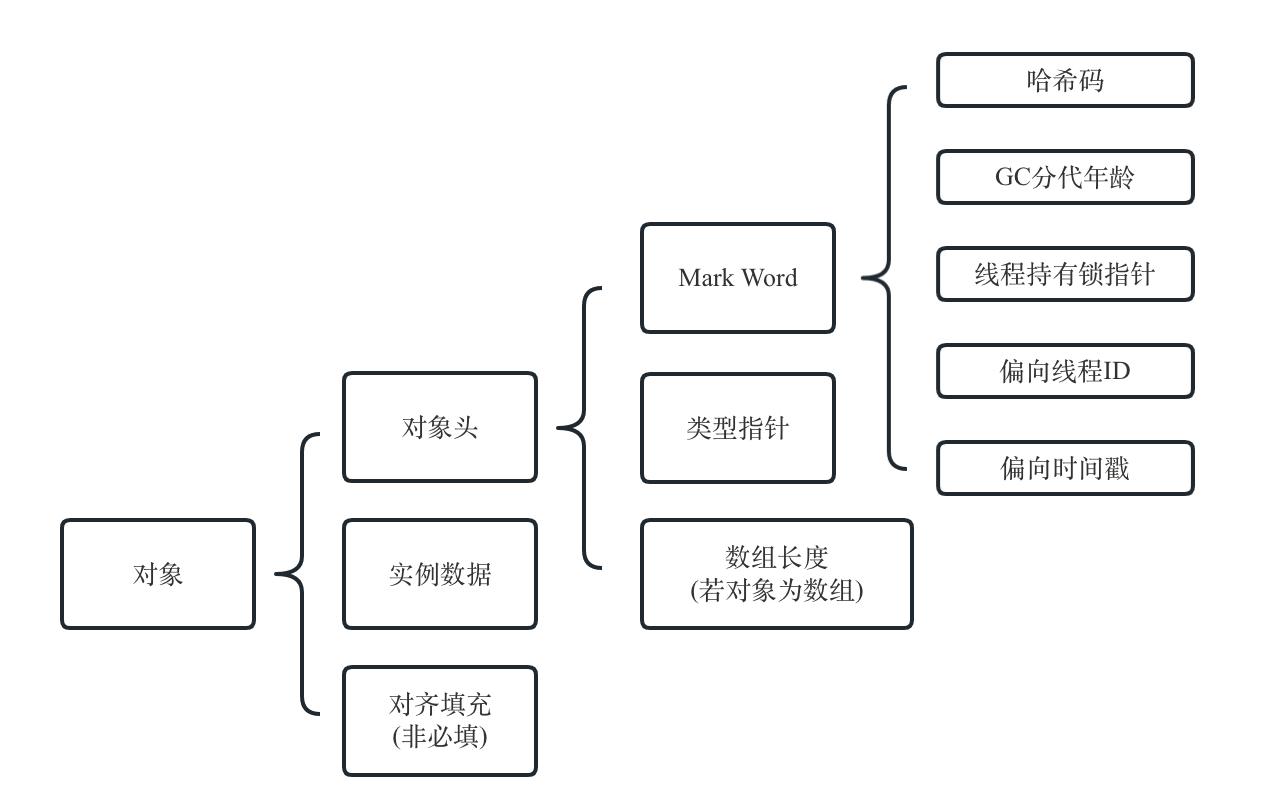 哈希码
GC分代年龄
线程持有锁指针
偏向线程ID
偏向时间戳
Mark Word
类型指针
数组长度
(若对象为数组)
对象头
实例数据
对齐填充
(非必填)
对象